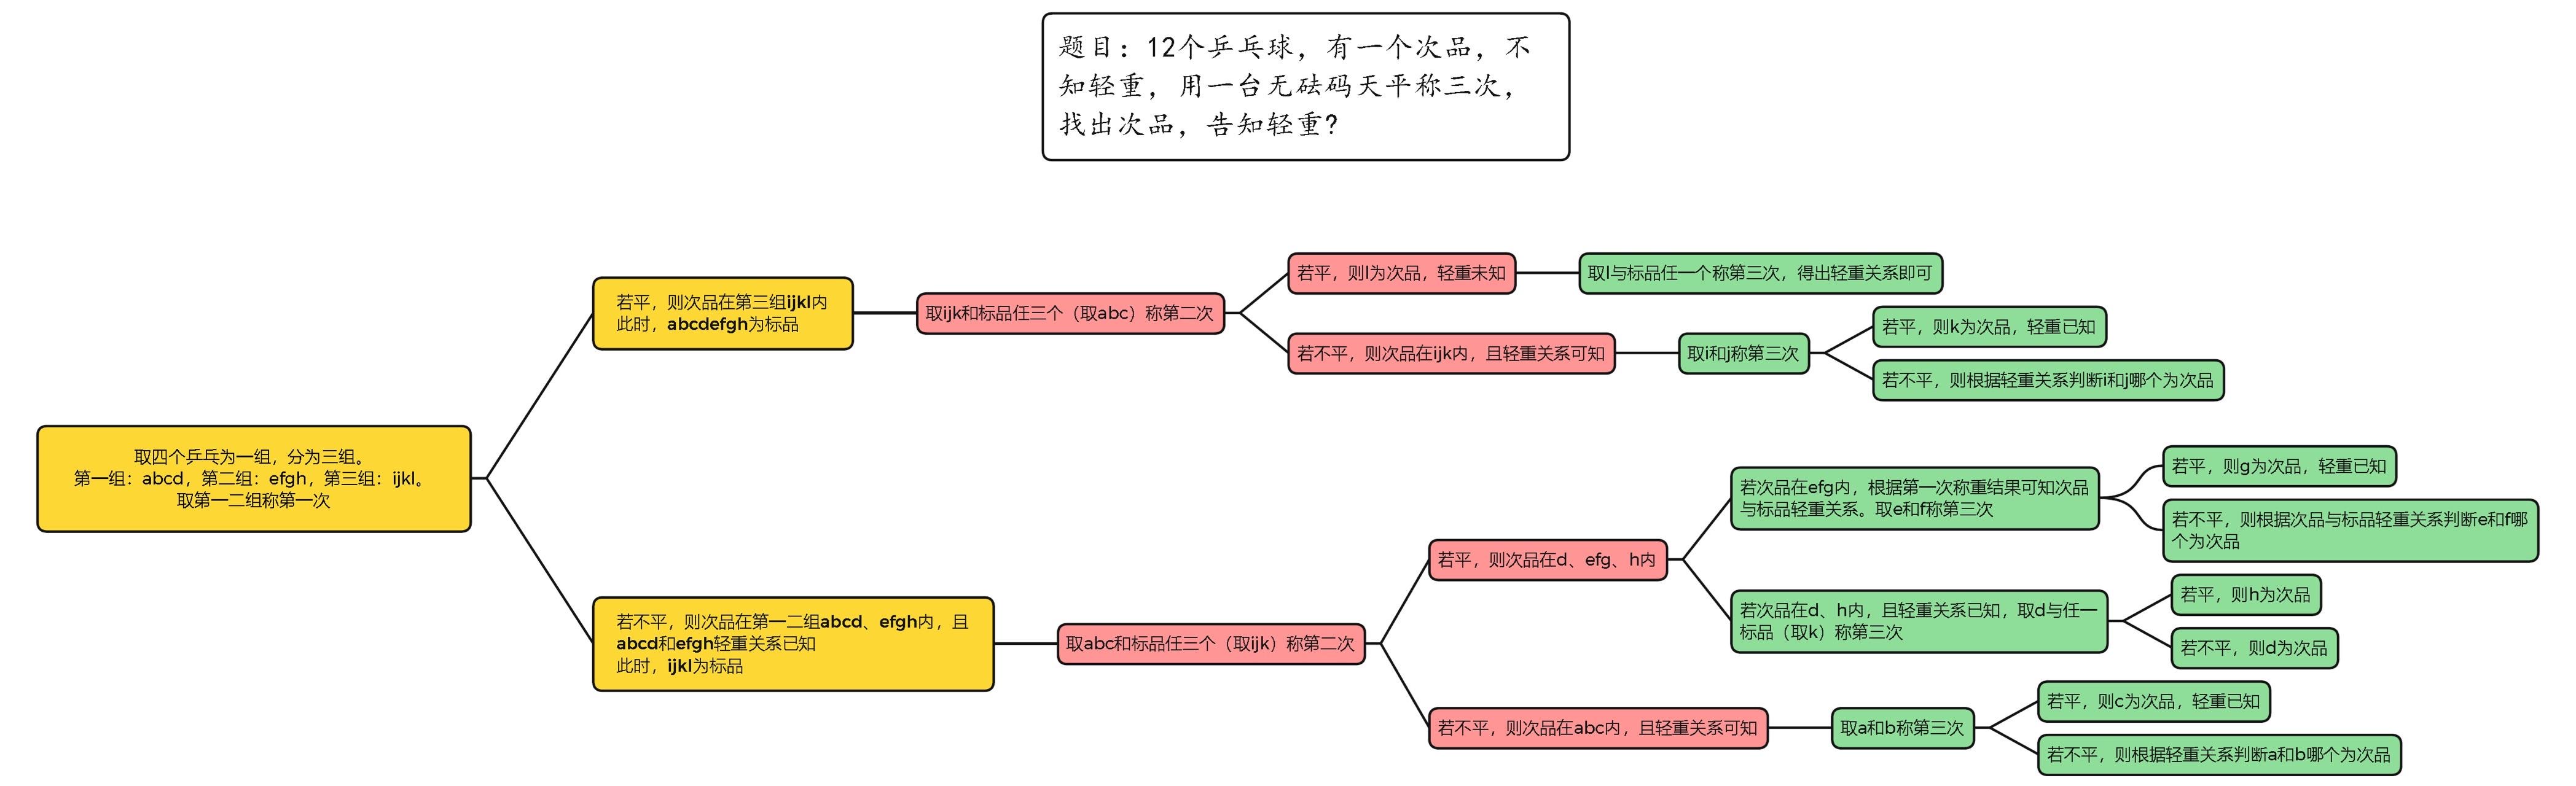 题目：12个乒乓球，有一个次品，不
知轻重，用一台无砝码天平称三次，
找出次品，告知轻重？
取四个乒乓为一组，分为三组。
第一组：abcd，第二组：efgh，第三组：ijkl。
取第一二组称第一次
若平，则次品在第三组ijkl内
此时，abcdefgh为标品
取ijk和标品任三个（取abc）称第二次
若平，则l为次品，轻重未知
取l与标品任一个称第三次，得出轻重关系即可
若不平，则次品在ijk内，且轻重关系可知
取i和j称第三次
若平，则k为次品，轻重已知
若不平，则根据轻重关系判断i和j哪个为次品
若不平，则次品在第一二组abcd、efgh内，且
abcd和efgh轻重关系已知
此时，ijkl为标品
取abc和标品任三个（取ijk）称第二次
若平，则次品在d、efg、h内
若次品在efg内，根据第一次称重结果可知次品
与标品轻重关系。取e和f称第三次
若平，则g为次品，轻重已知
若不平，则根据次品与标品轻重关系判断e和f哪
个为次品
若次品在d、h内，且轻重关系已知，取d与任一
标品（取k）称第三次
若平，则h为次品
若不平，则d为次品
若不平，则次品在abc内，且轻重关系可知
取a和b称第三次
若平，则c为次品，轻重已知
若不平，则根据轻重关系判断a和b哪个为次品